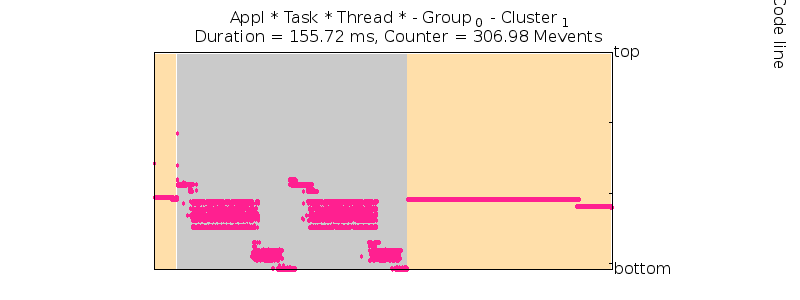 Appl * Task * Thread * - Group 0 - Cluster 1
Duration = 155.72 ms, Counter = 306.98 Mevents
top
bottom
Code line